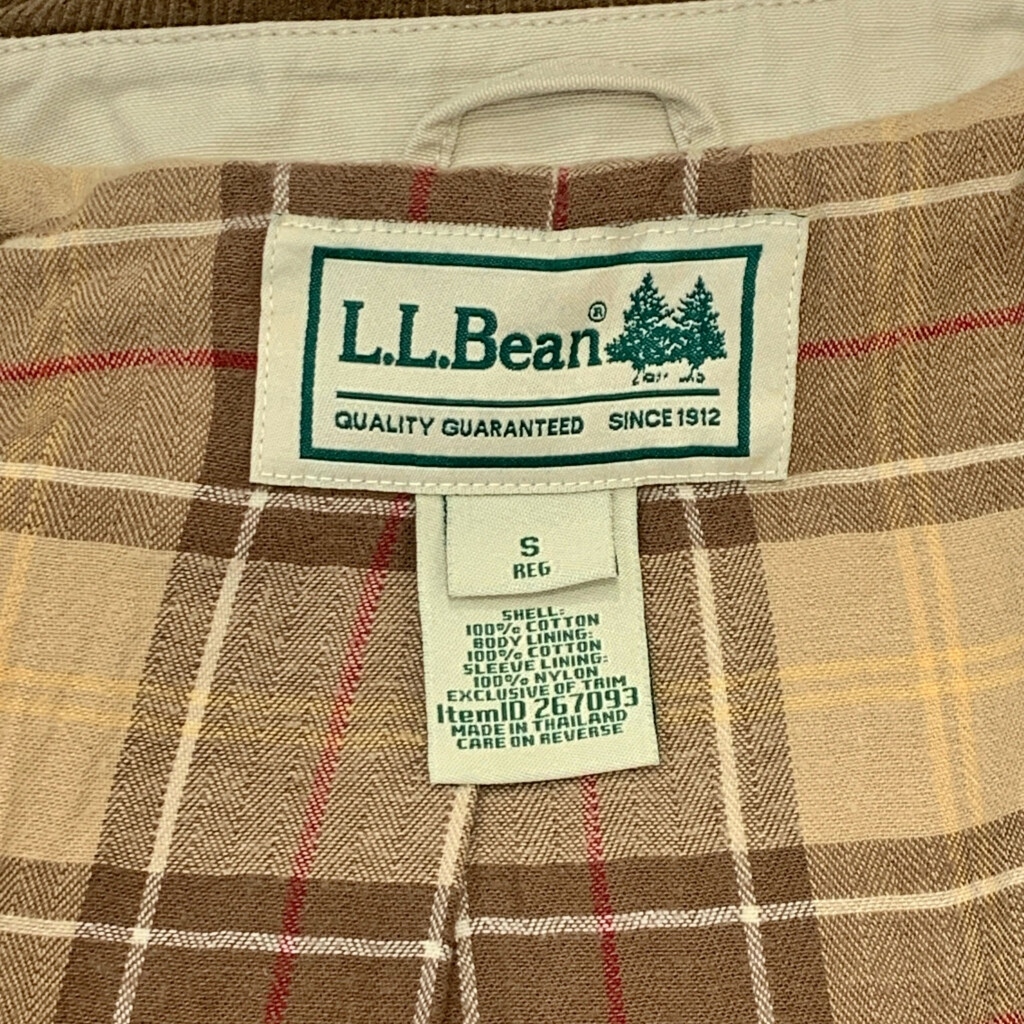 L.L.Bean®
QUALITY GUARANTEED SINCE 1912
S
REG
SHELL:
100% COTTON
BODY LINING:
100% COTTON
SLEEVE LINING:
100% NYLON
EXCLUSIVE OF TRIM
ItemID 267093
MADE IN THAILAND
CARE ON REVERSE